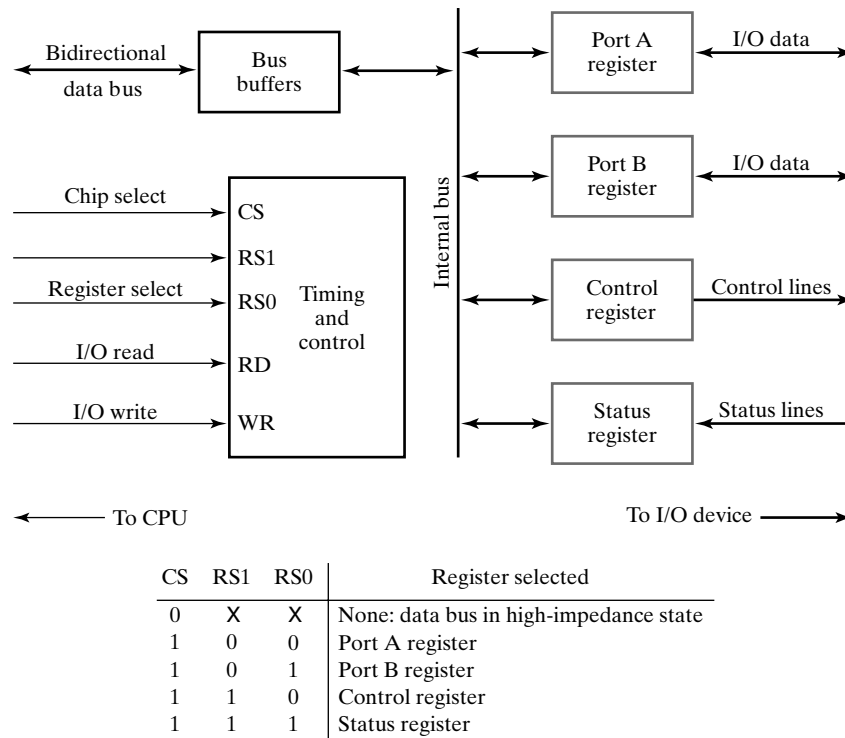 Bidirectional
data bus
Bus
buffers
Port A
register
I/O data
Port B
register
I/O data
Internal bus
Chip select
CS
RS1
Register select
RS0
Timing
and
control
I/O read
RD
I/O write
WR
Control
register
Control lines
Status
register
Status lines
To CPU
To I/O device
CS RS1 RS0 Register selected
0 X X None: data bus in high-impedance state
1 0 0 Port A register
1 0 1 Port B register
1 1 0 Control register
1 1 1 Status register